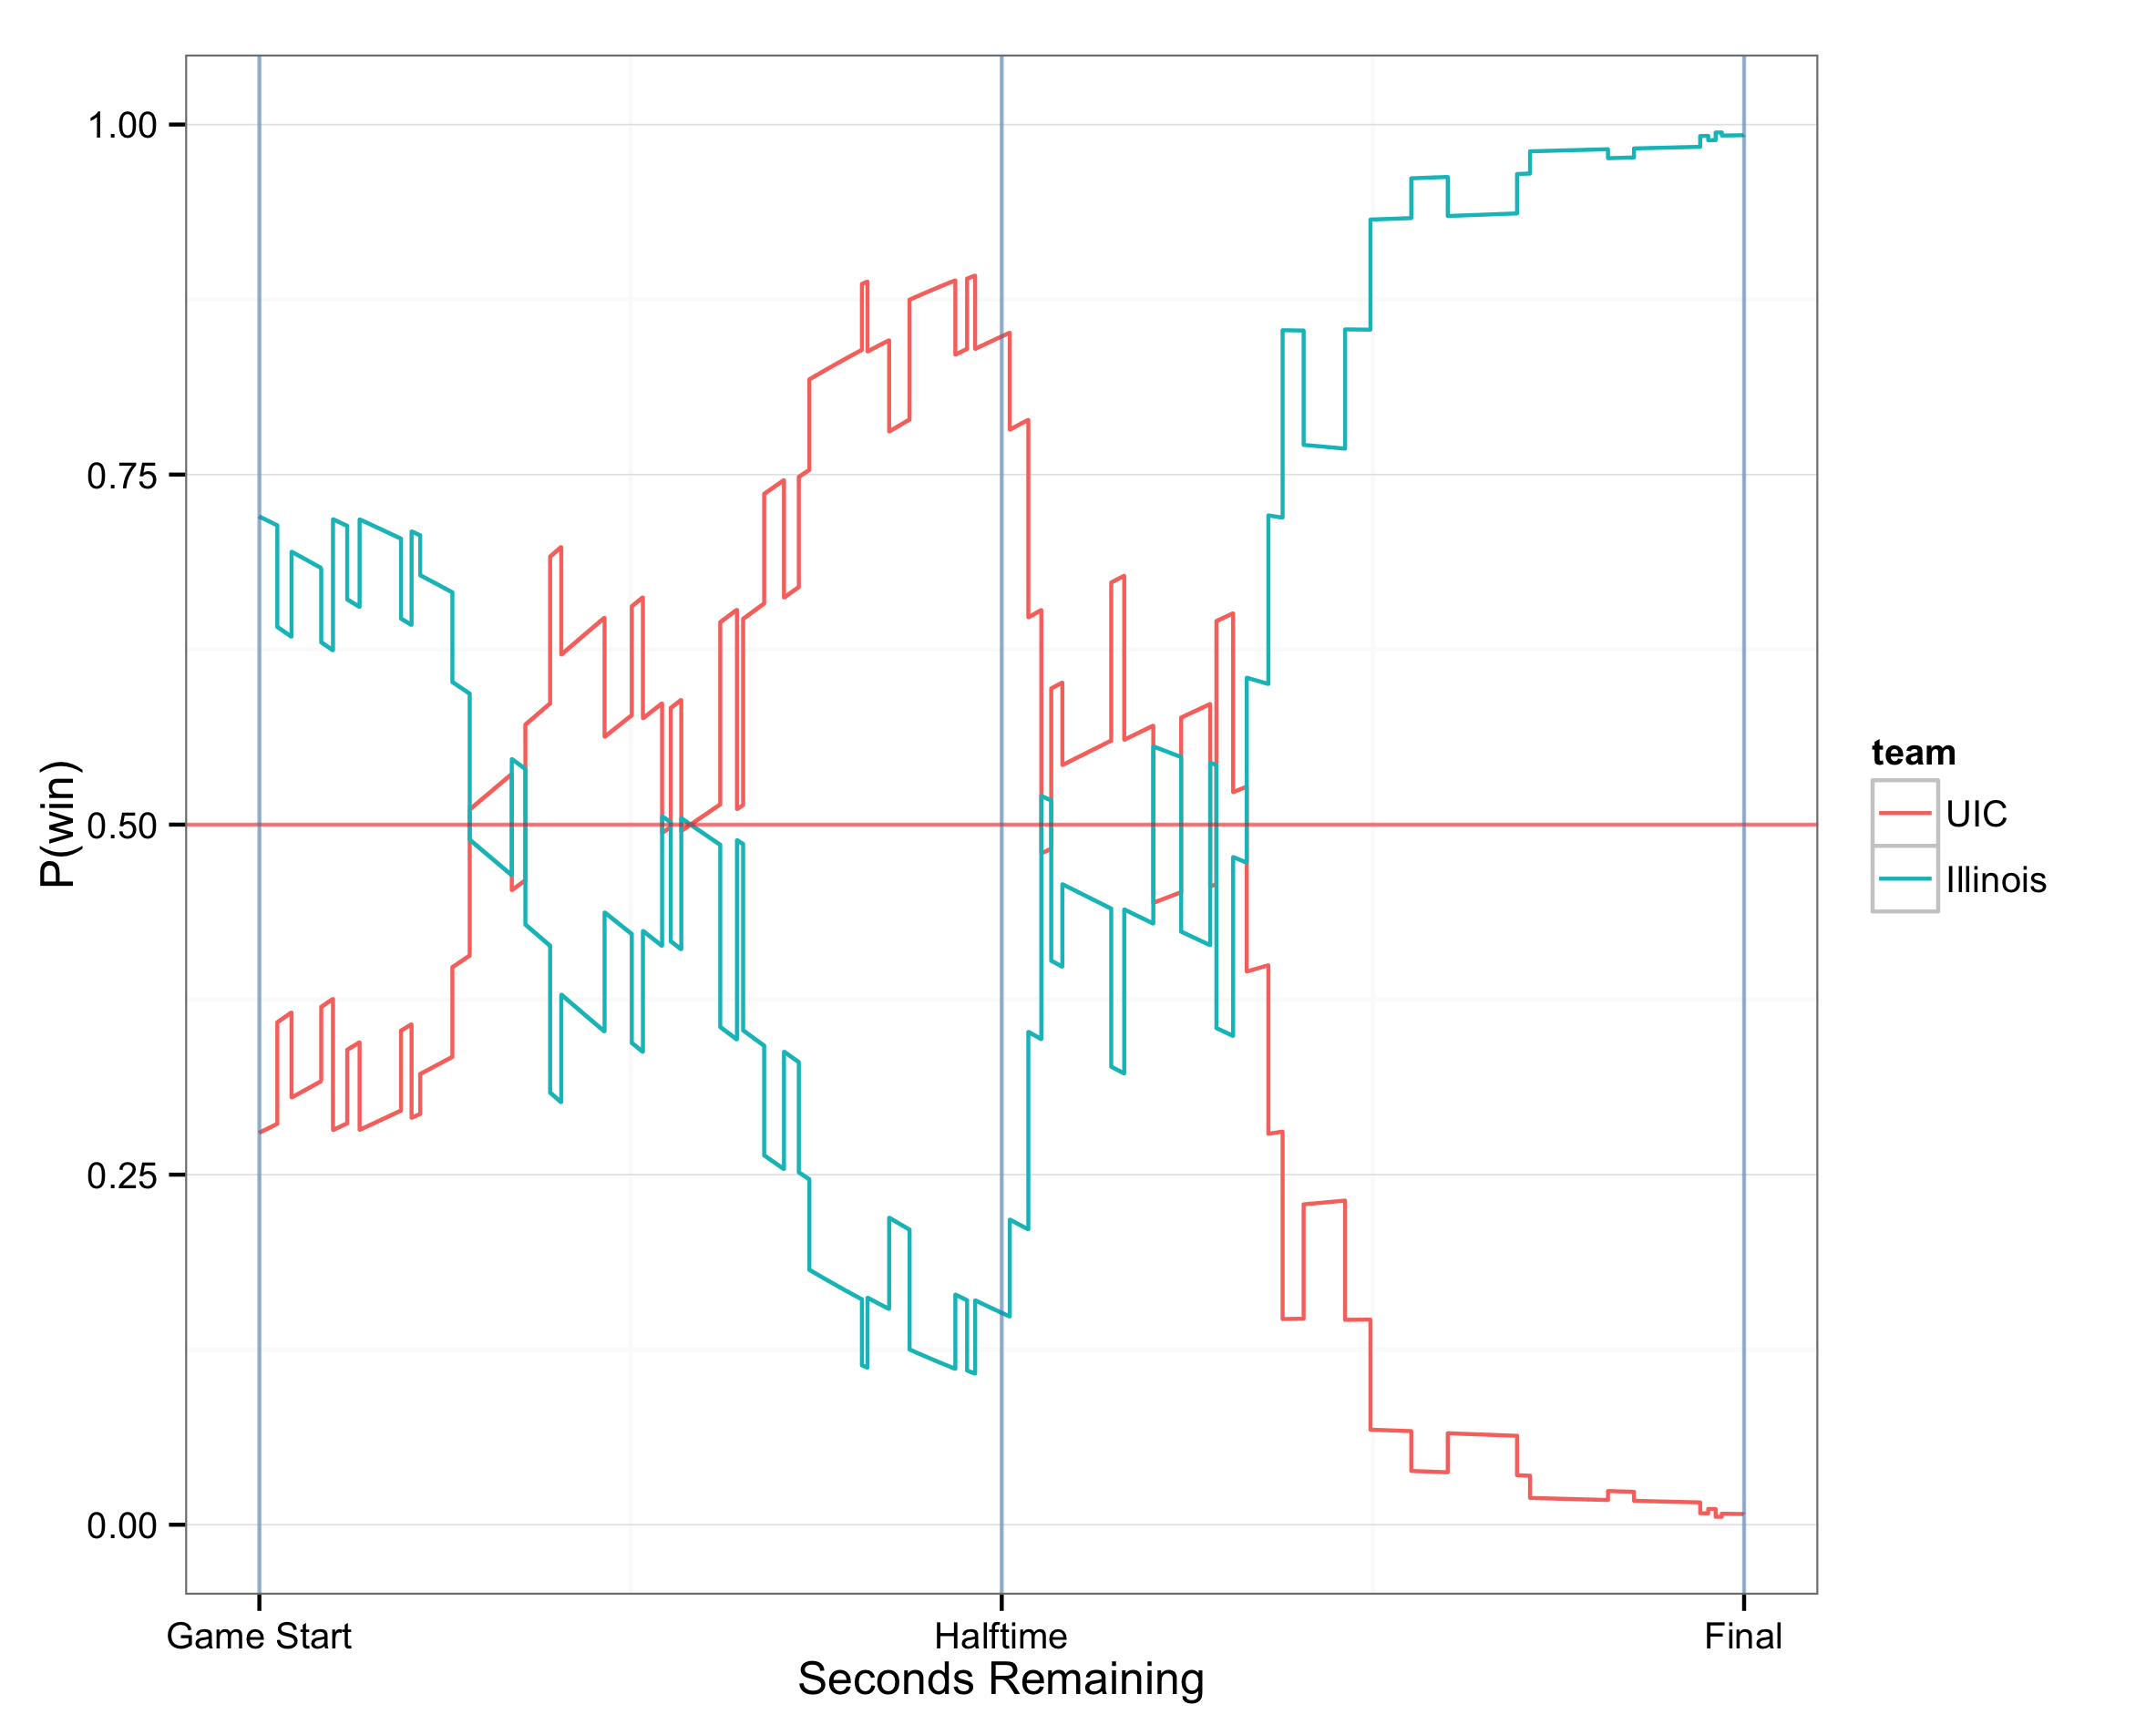 P(win)
1.00
0.75
0.50
0.25
0.00
Game Start
Halftime
Final
Seconds Remaining
team
UIC
Illinois